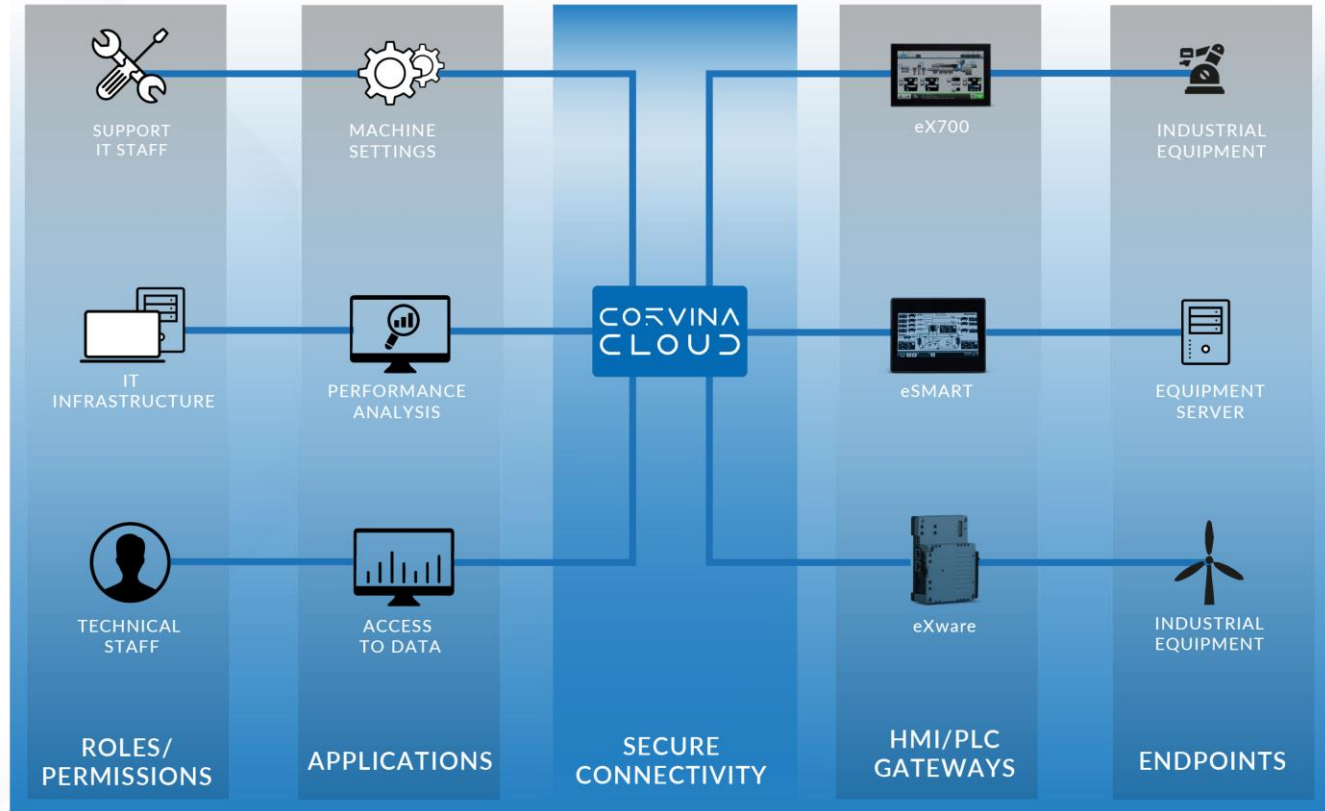 SUPPORT
IT STAFF
MACHINE
SETTINGS
eX700
INDUSTRIAL
EQUIPMENT
IT
INFRASTRUCTURE
PERFORMANCE
ANALYSIS
CORVINA
CLOUD
eSMART
EQUIPMENT
SERVER
TECHNICAL
STAFF
ACCESS
TO DATA
eXware
INDUSTRIAL
EQUIPMENT
ROLES/
PERMISSIONS
APPLICATIONS
SECURE
CONNECTIVITY
HMI/PLC
GATEWAYS
ENDPOINTS